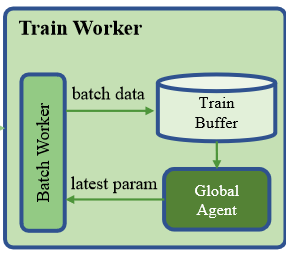 Train Worker
Batch Worker
batch data
Train
Buffer
latest param
Global
Agent